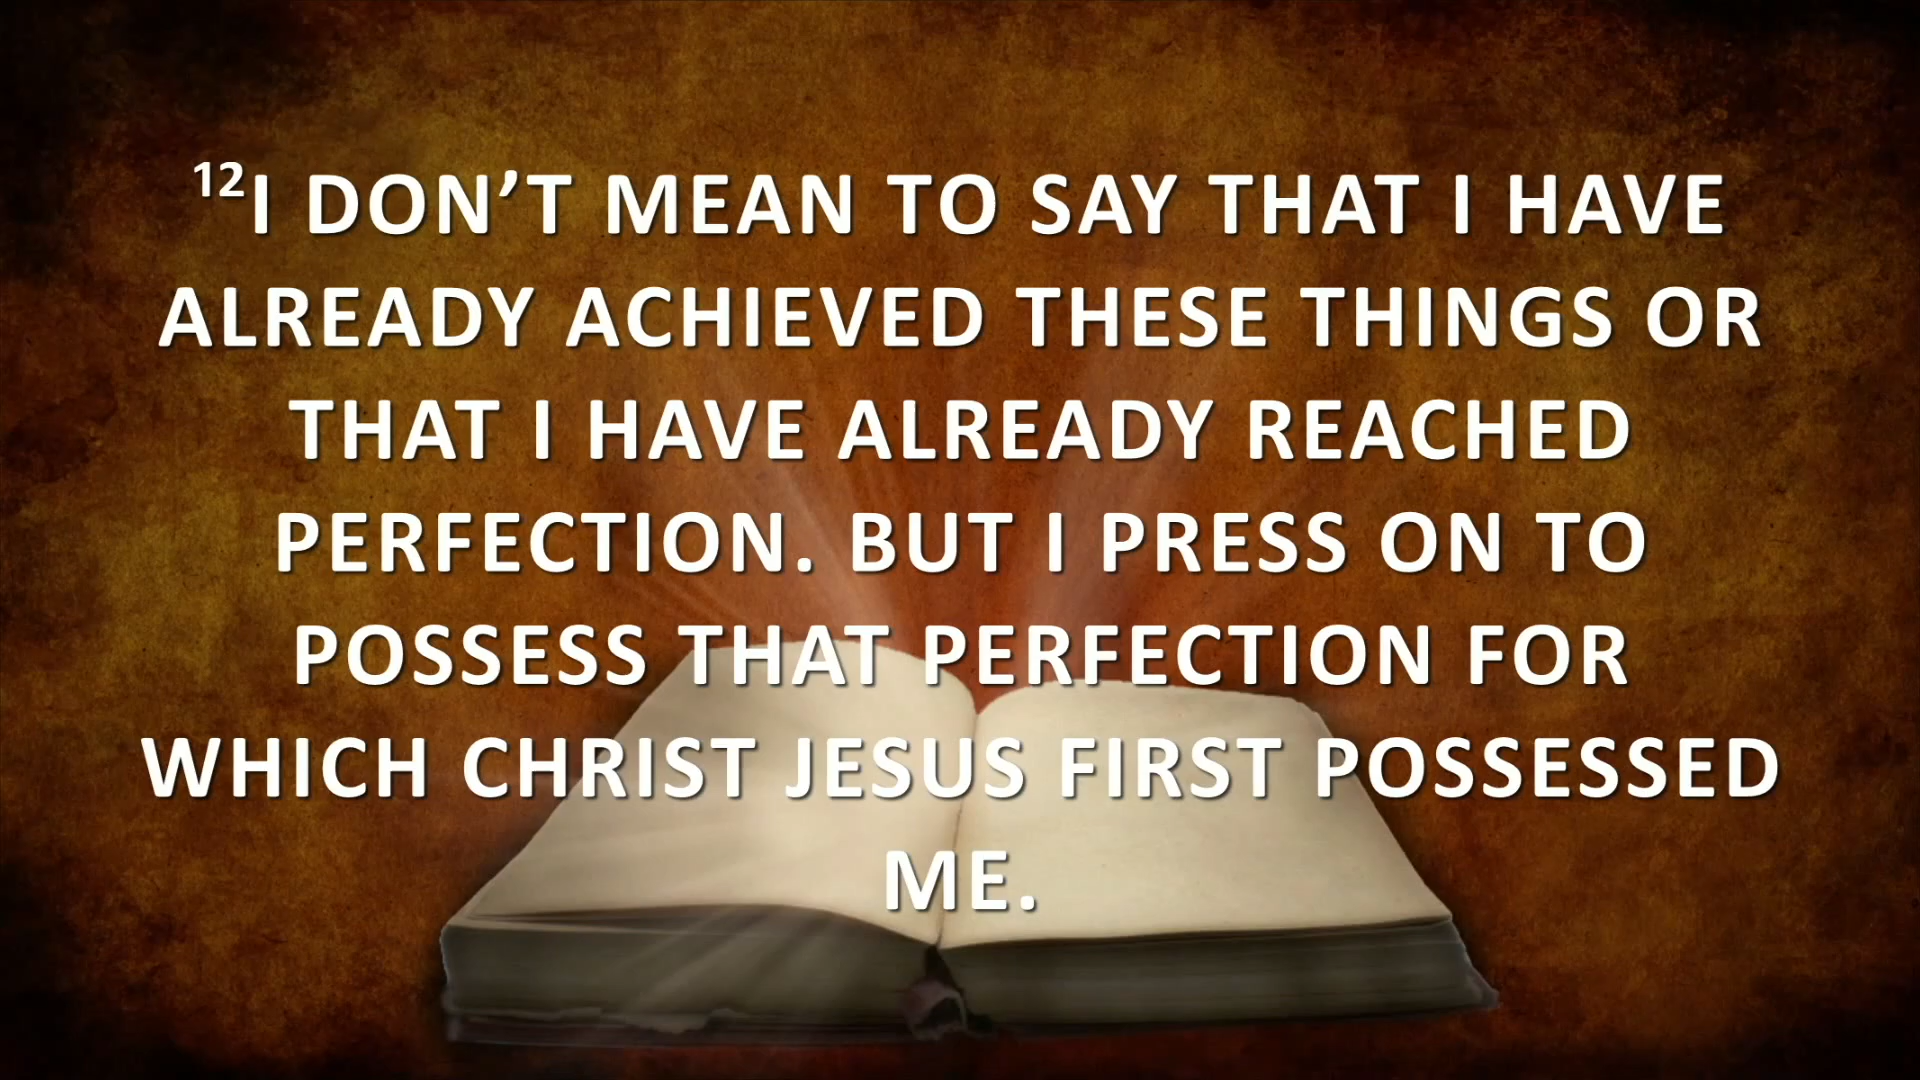 ¹²I DON’T MEAN TO SAY THAT I HAVE
ALREADY ACHIEVED THESE THINGS OR
THAT I HAVE ALREADY REACHED
PERFECTION. BUT I PRESS ON TO
POSSESS THAT PERFECTION FOR
WHICH CHRIST JESUS FIRST POSSESSED
ME.